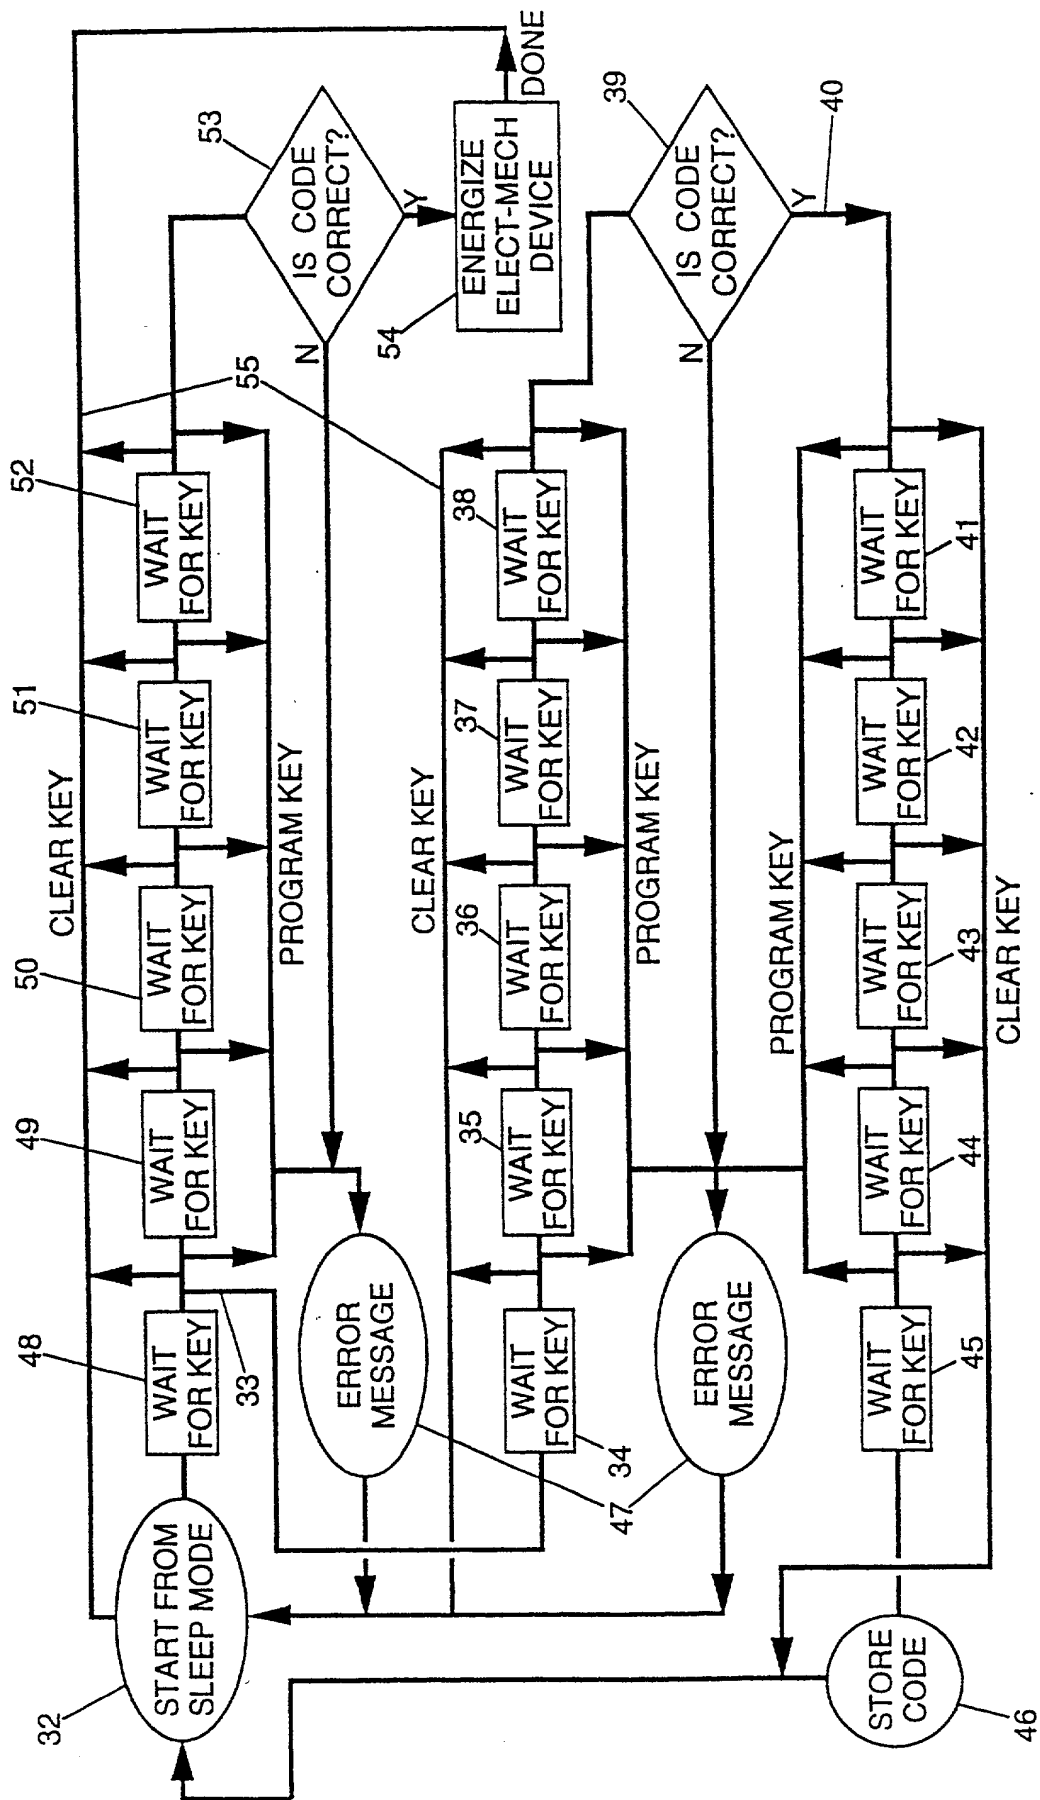 CLEAR KEY
48
49
50
51
52
53
32
START FROM
SLEEP MODE
WAIT
FOR KEY
WAIT
FOR KEY
WAIT
FOR KEY
WAIT
FOR KEY
WAIT
FOR KEY
IS CODE
CORRECT?
33
PROGRAM KEY
55
N
Y
DONE
ERROR
MESSAGE
54
ENERGIZE
ELECT-MECH
DEVICE
CLEAR KEY
35
36
37
38
39
WAIT
FOR KEY
WAIT
FOR KEY
WAIT
FOR KEY
WAIT
FOR KEY
WAIT
FOR KEY
34
47
PROGRAM KEY
IS CODE
CORRECT?
N
Y
40
ERROR
MESSAGE
PROGRAM KEY
STORE
CODE
WAIT
FOR KEY
WAIT
FOR KEY
WAIT
FOR KEY
WAIT
FOR KEY
WAIT
FOR KEY
46
45
44
43
42
41
CLEAR KEY